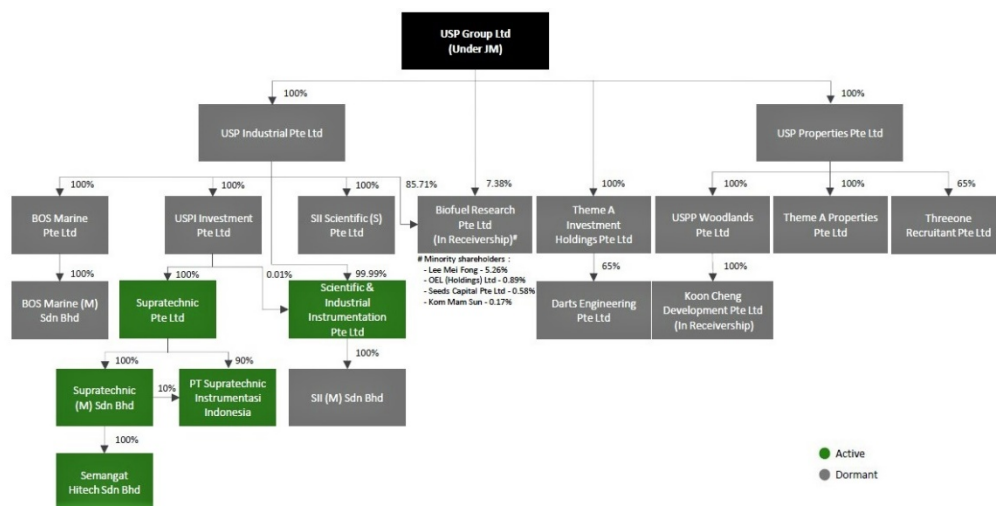 USP Group Ltd
(Under JM)
100%
100%
USP Industrial Pte Ltd
USP Properties Pte Ltd
100%
100%
100%
85.71%
7.38%
100%
100%
100%
65%
BOS Marine
Pte Ltd
USPI Investment
Pte Ltd
SII Scientific (S)
Pte Ltd
Biofuel Research
Pte Ltd
(In Receivership)#
Theme A
Investment
Holdings Pte Ltd
USPP Woodlands
Pte Ltd
Theme A Properties
Pte Ltd
Threeone
Recruitant Pte Ltd
# Minority shareholders :
- Lee Mei Fong - 5.26%
- OEL (Holdings) Ltd - 0.89%
- Seeds Capital Pte Ltd - 0.58%
- Kom Mam Sun - 0.17%
100%
100%
0.01%
99.99%
65%
100%
BOS Marine (M)
Sdn Bhd
Supratechnic
Pte Ltd
Scientific &
Industrial
Instrumentation
Pte Ltd
Darts Engineering
Pte Ltd
Koon Cheng
Development Pte Ltd
(In Receivership)
100%
90%
100%
Supratechnic
(M) Sdn Bhd
10%
PT Supratechnic
Instrumentasi
Indonesia
SII (M) Sdn Bhd
100%
Semangat
Hitech Sdn Bhd
Active
Dormant